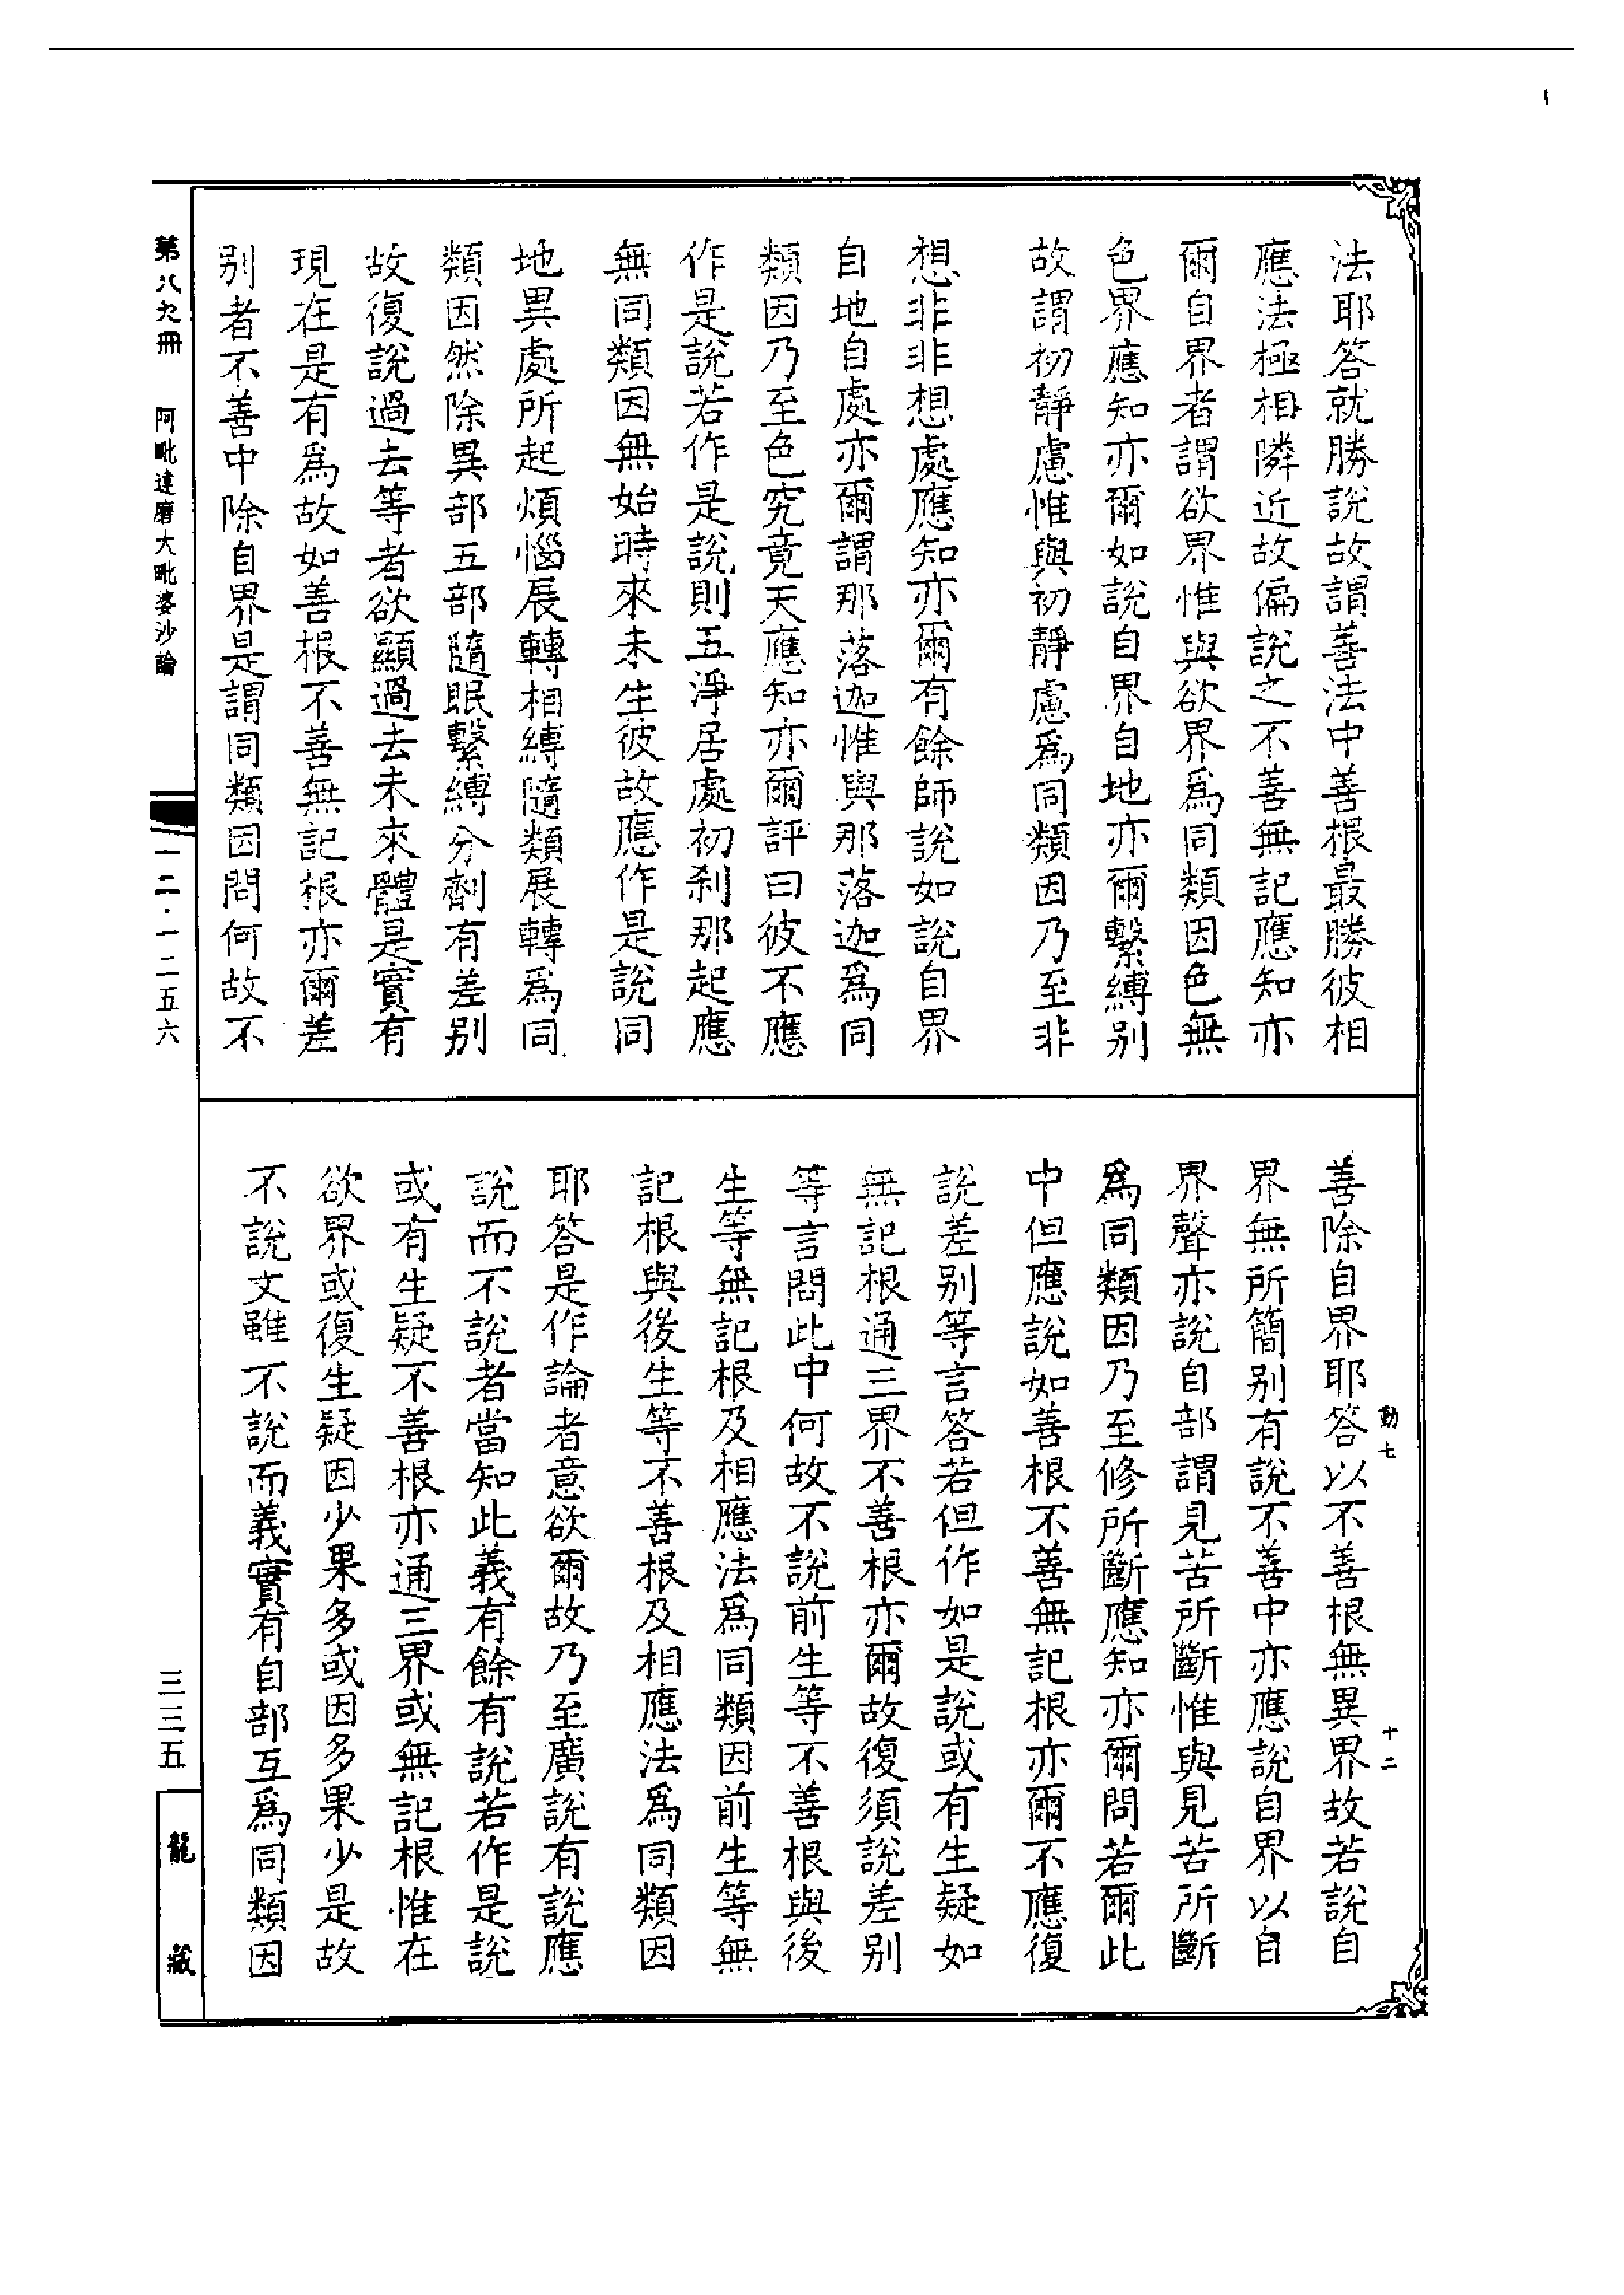 法耶答就勝說故謂善法中善根最勝彼相
應法極相隣近故偏說之不善無記應知亦
爾自界者謂欲界惟與欲界爲同類因色無
色界應知亦爾如說自界自地亦爾繫縛别
故謂初靜慮惟與初靜慮爲同類因乃至非
想非非想處應知亦爾有餘師說如說自界
自地自處亦爾謂那落迦惟與那落迦爲同
類因乃至色究竟天應知亦爾評曰彼不應
作是說若作是說則五淨居處初刹那起應
無同類因無始時來未生彼故應作是說同
地異處所起煩惱展轉相縛隨類展轉爲同
類因然除異部五部隨眠繫縛分劑有差别
故復說過去等者欲顯過去未來體是實有
現在是有爲故如善根不善無記根亦爾差
别者不善中除自界是謂同類因問何故不
善除自界耶答以不善根無異界故若說自
界無所簡别有說不善中亦應說自界以自
界聲亦說自部謂見苦所斷惟與見苦所斷
爲同類因乃至修所斷應知亦爾問若爾此
中但應說如善根不善無記根亦爾不應復
說差别等言答若但作如是說或有生疑如
無記根通三界不善根亦爾故復須說差别
等言問此中何故不說前生等不善根與後
生等無記根及相應法爲同類因前生等無
記根與後生等不善根及相應法爲同類因
耶答是作論者意欲爾故乃至廣說有說應
說而不說者當知此義有餘有說若作是說
或有生疑不善根亦通三界或無記根惟在
欲界或復生疑因少果多或因多果少是故
不說文雖不說而義實有自部互爲同類因
勤七
十二
第八九冊
阿毗達磨大毗婆沙論
一二·一二五六
三三五
龍藏